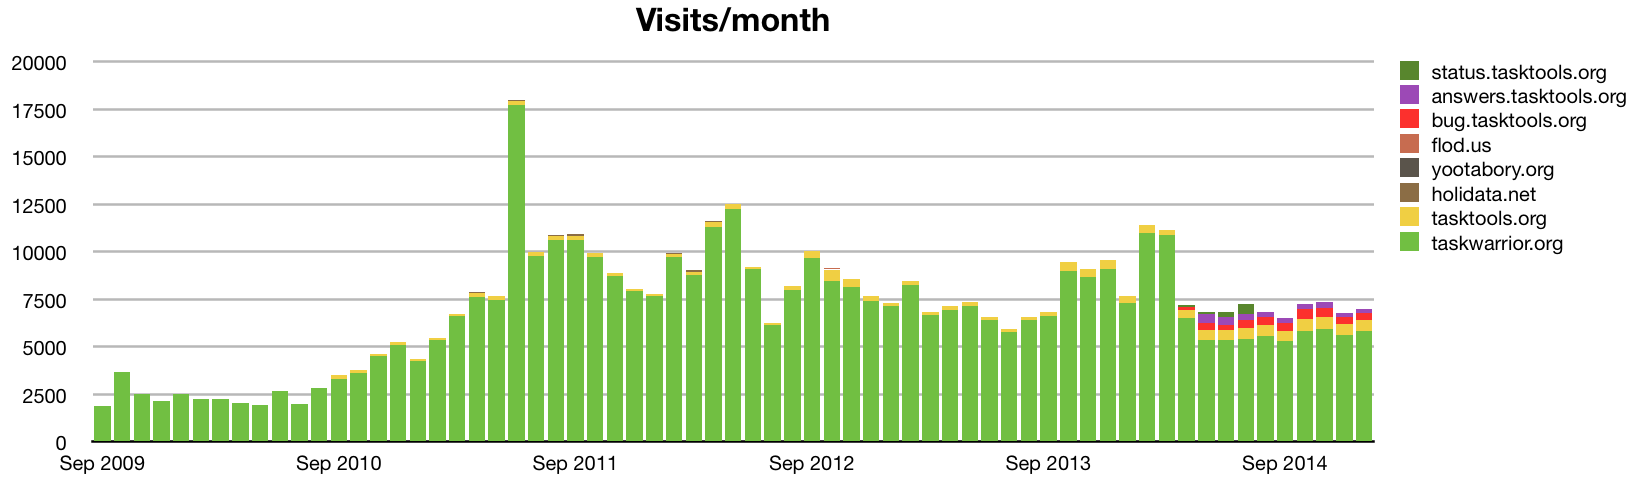 Visits/month
20000
17500
15000
12500
10000
7500
5000
2500
0
Sep 2009
Sep 2010
Sep 2011
Sep 2012
Sep 2013
Sep 2014
status.tasktools.org
answers.tasktools.org
bug.tasktools.org
flod.us
yootabory.org
holidata.net
tasktools.org
taskwarrior.org